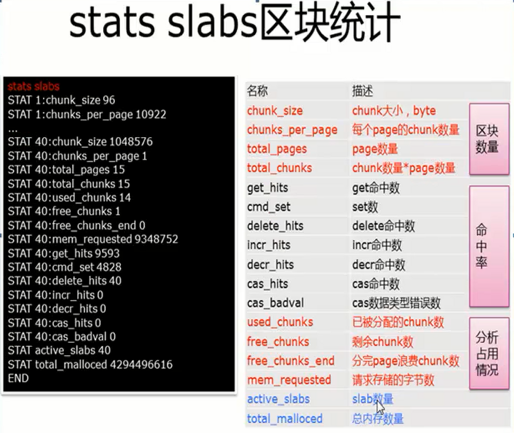 stats slabs区块统计
stats slabs
STAT 1:chunk_size 96
STAT 1:chunks_per_page 10922
...
STAT 40:chunk_size 1048576
STAT 40:chunks_per_page 1
STAT 40:total_pages 15
STAT 40:total_chunks 15
STAT 40:used_chunks 14
STAT 40:free_chunks 1
STAT 40:free_chunks_end 0
STAT 40:mem_requested 9348752
STAT 40:get_hits 9593
STAT 40:cmd_set 4828
STAT 40:delete_hits 40
STAT 40:incr_hits 0
STAT 40:decr_hits 0
STAT 40:cas_hits 0
STAT 40:cas_badval 0
STAT active_slabs 40
STAT total_malloced 4294496616
END
名称 描述
chunk_size chunk大小，byte
chunks_per_page 每个page的chunk数量
total_pages page数量
total_chunks chunk数量*page数量
get_hits get命中数
cmd_set set数
delete_hits delete命中数
incr_hits incr命中数
decr_hits decr命中数
cas_hits cas命中数
cas_badval cas数据类型错误数
used_chunks 已被分配的chunk数
free_chunks 剩余chunk数
free_chunks_end 分完page浪费chunk数
mem_requested 请求存储的字节数
active_slabs slab数量
total_malloced 总内存数量
区块
数量
命
中
率
分析
占用
情况